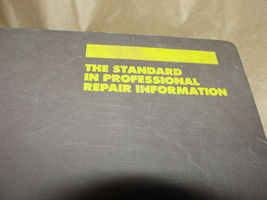 THE STANDARD
IN PROFESSIONAL
REPAIR INFORMATION